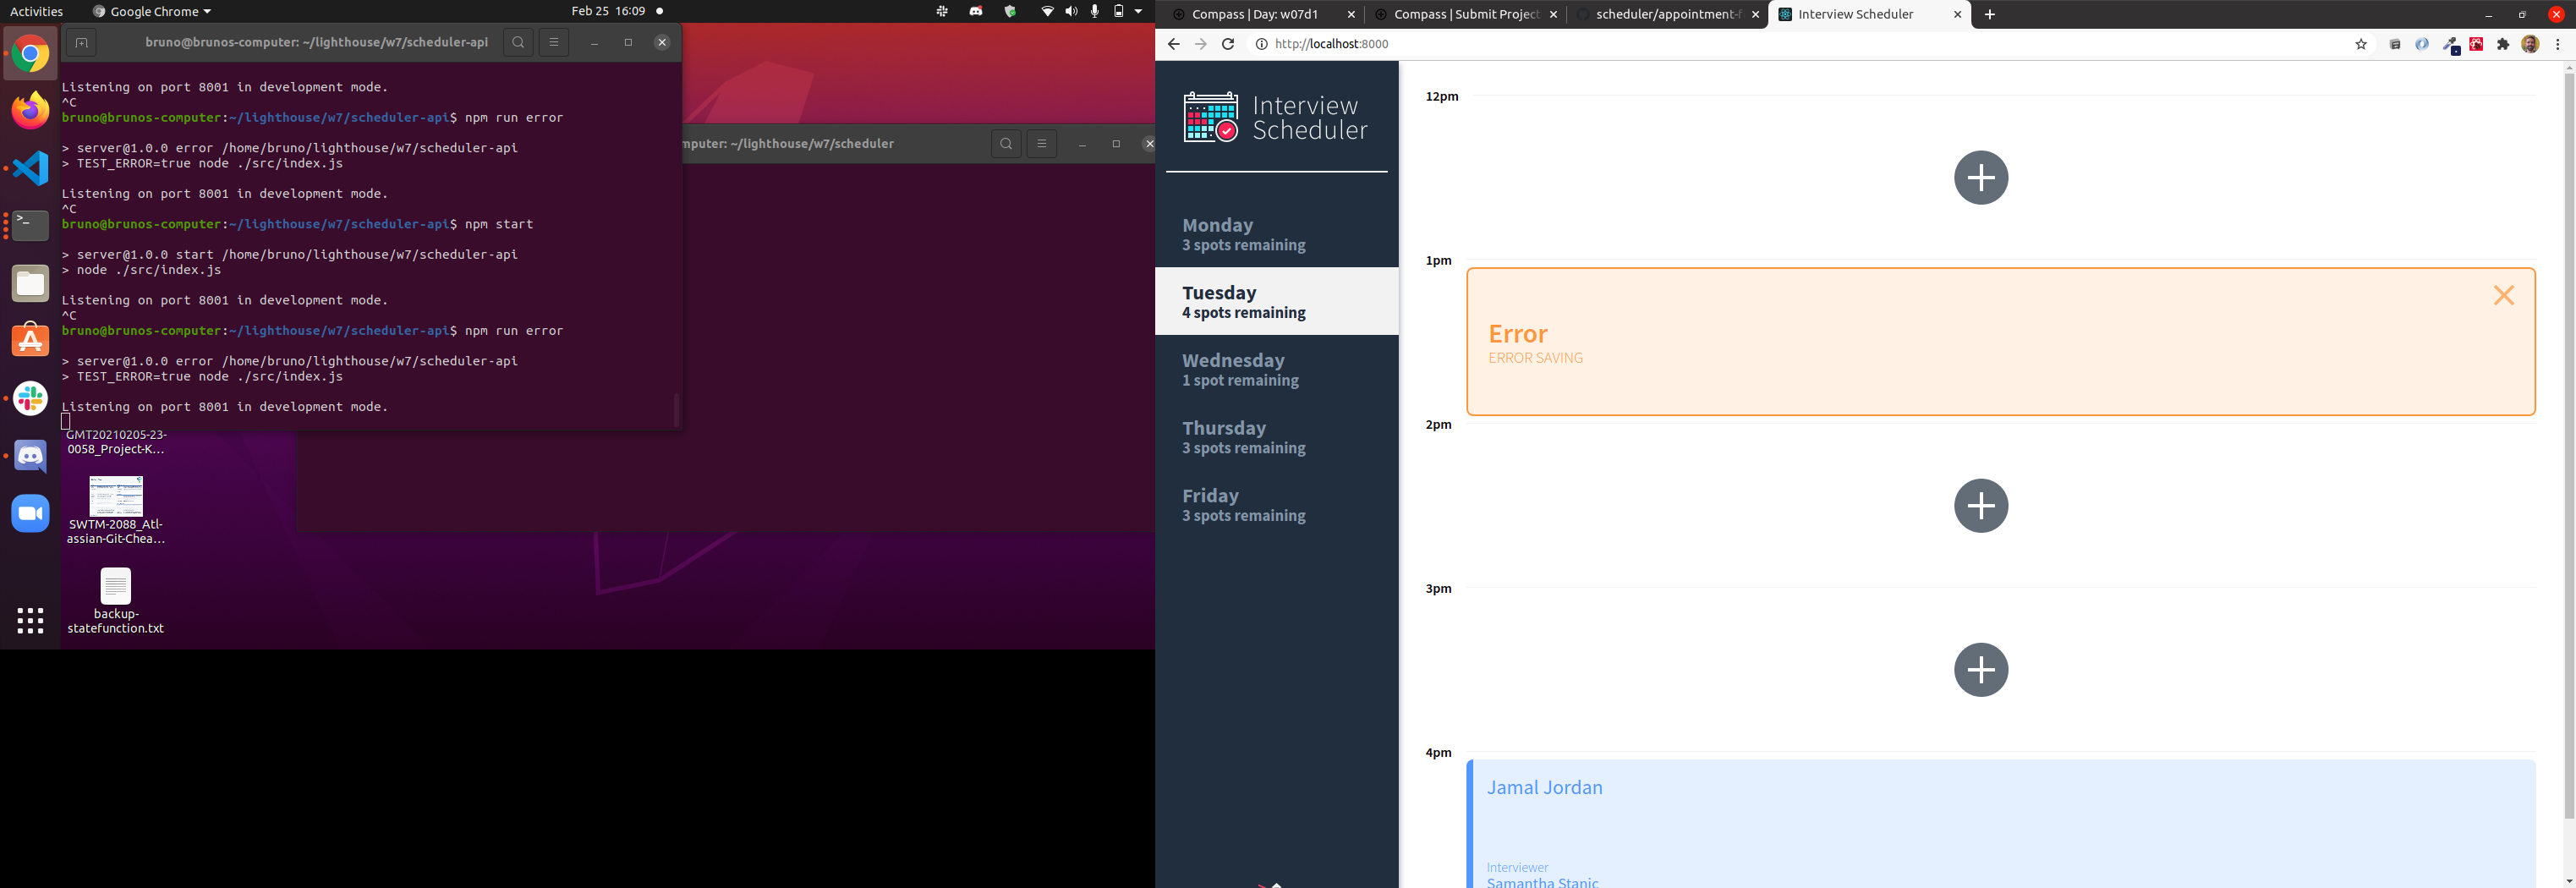 Activities
Google Chrome
Feb 25 16:09
bruno@brunos-computer: ~/lighthouse/w7/scheduler-api
Listening on port 8001 in development mode.
^C
bruno@brunos-computer:~/lighthouse/w7/scheduler-api$ npm run error
> server@1.0.0 error /home/bruno/lighthouse/w7/scheduler-api
> TEST_ERROR=true node ./src/index.js
Listening on port 8001 in development mode.
^C
bruno@brunos-computer:~/lighthouse/w7/scheduler-api$ npm start
> server@1.0.0 start /home/bruno/lighthouse/w7/scheduler-api
> node ./src/index.js
Listening on port 8001 in development mode.
^C
bruno@brunos-computer:~/lighthouse/w7/scheduler-api$ npm run error
> server@1.0.0 error /home/bruno/lighthouse/w7/scheduler-api
> TEST_ERROR=true node ./src/index.js
Listening on port 8001 in development mode.
mputer: ~/lighthouse/w7/scheduler
GMT20210205-23-
0058_Project-K...
SWTM-2088_Atl-
assian-Git-Chea...
backup-
statefunction.txt
Compass | Day: w07d1
Compass | Submit Project
scheduler/appointment-f
Interview Scheduler
http://localhost:8000
Interview
Scheduler
Monday
3 spots remaining
Tuesday
4 spots remaining
Wednesday
1 spot remaining
Thursday
3 spots remaining
Friday
3 spots remaining
12pm
1pm
Error
ERROR SAVING
2pm
3pm
4pm
Jamal Jordan
Interviewer
Samantha Stanic